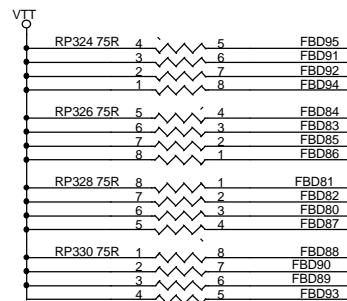 VTT
RP324 75R 4 5 FBD95
3 6 FBD91
2 7 FBD92
1 8 FBD94
RP326 75R 5 4 FBD84
6 3 FBD83
7 2 FBD85
8 1 FBD86
RP328 75R 8 1 FBD81
7 2 FBD82
6 3 FBD80
5 4 FBD87
RP330 75R 1 8 FBD88
2 7 FBD90
3 6 FBD89
4 5 FBD93